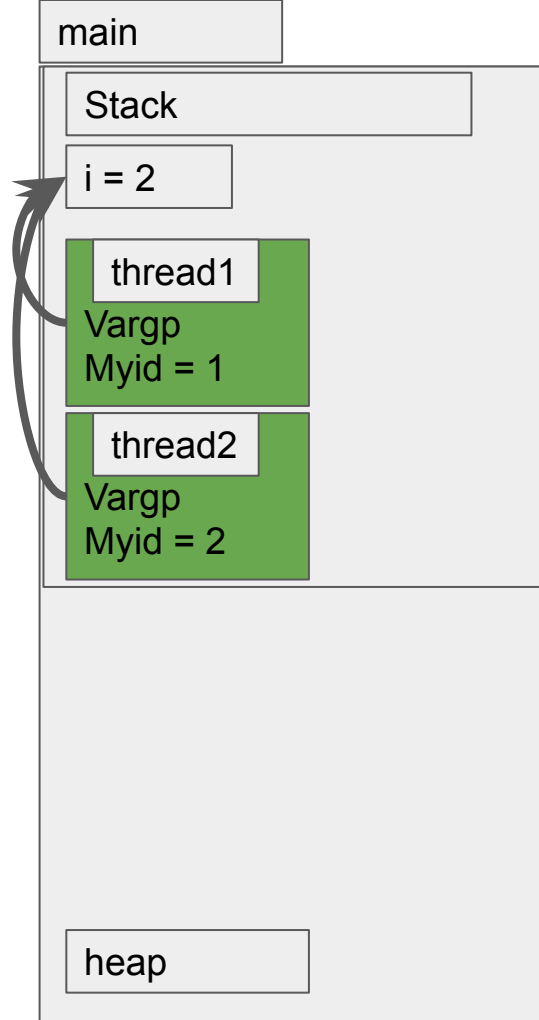 main
Stack
i = 2
thread1
Vargp
Myid = 1
thread2
Vargp
Myid = 2
heap